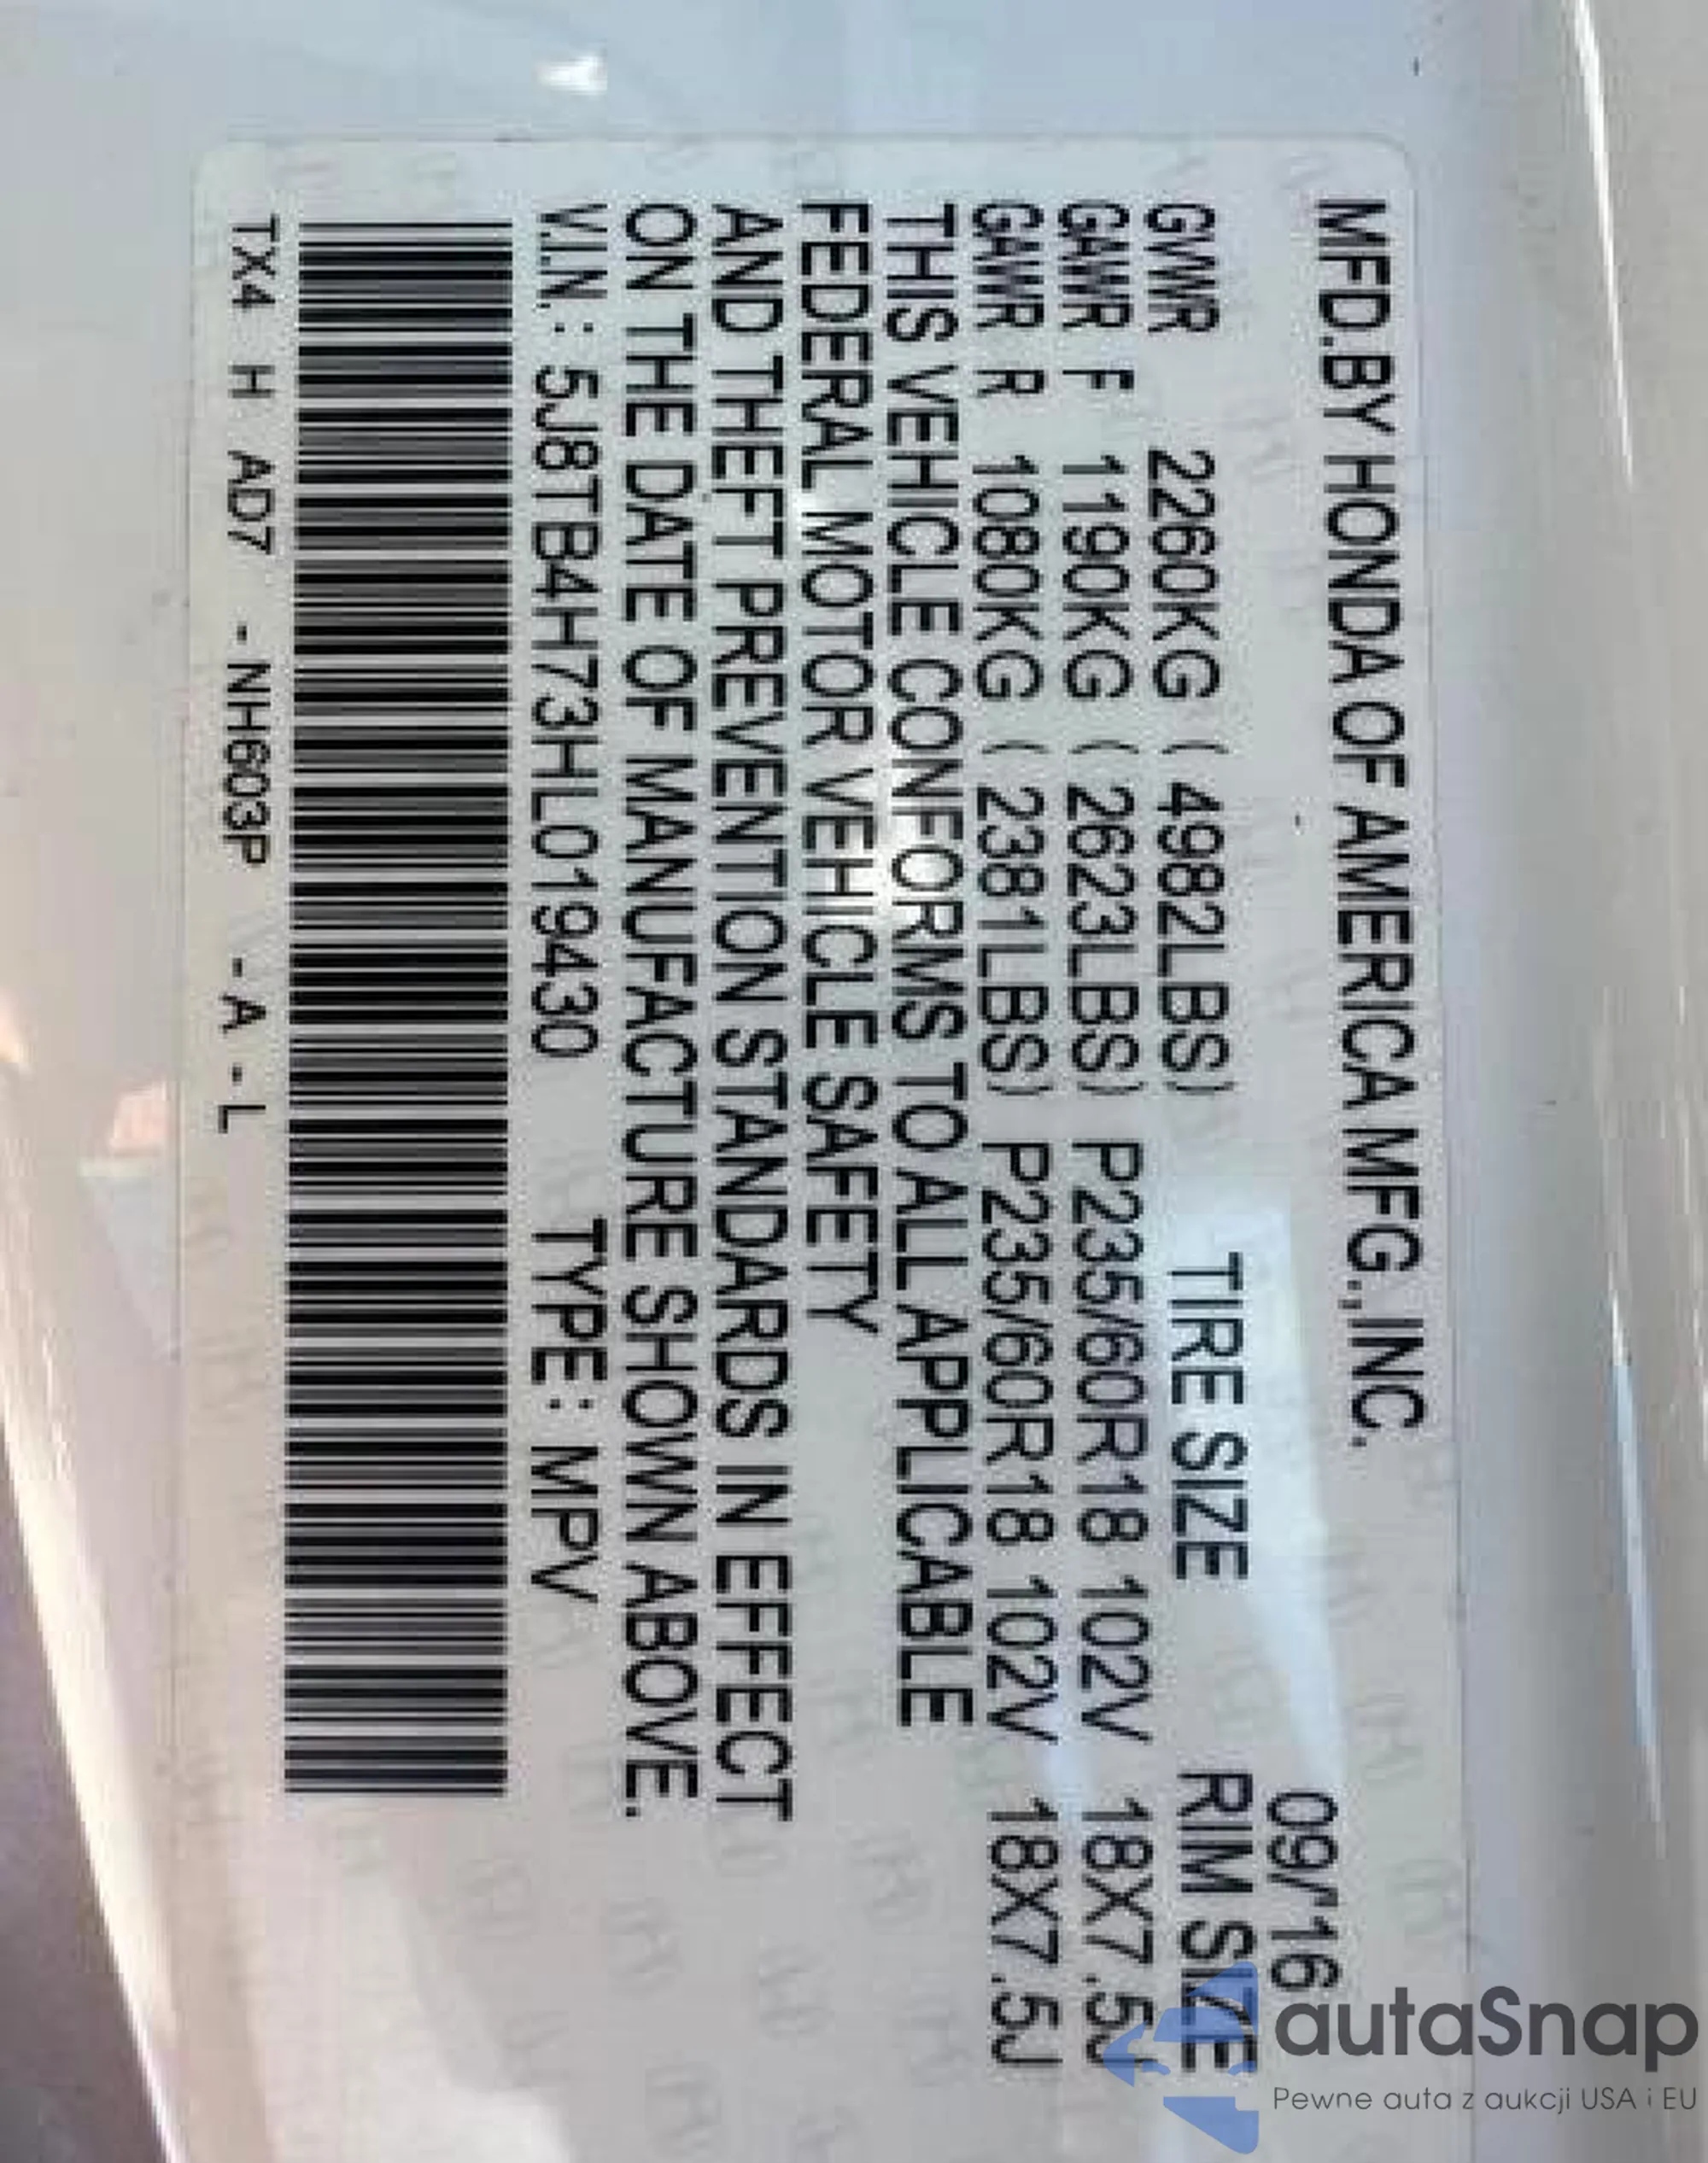 MFD.BY HONDA OF AMERICA MFG.,INC.
09/'16
GVWR 2260KG ( 4982LBS) TIRE SIZE RIM SIZE
GAWR F 1190KG ( 2623LBS) P235/60R18 102V 18X7.5J
GAWR R 1080KG ( 2381LBS) P235/60R18 102V 18X7.5J
THIS VEHICLE CONFORMS TO ALL APPLICABLE
FEDERAL MOTOR VEHICLE SAFETY
AND THEFT PREVENTION STANDARDS IN EFFECT
ON THE DATE OF MANUFACTURE SHOWN ABOVE.
V.I.N.: 5J8TB4H73HL019430 TYPE: MPV
TX4 H AD7 -NH603P -A -L
autaSnap
Pewne auta z aukcji USA i EU